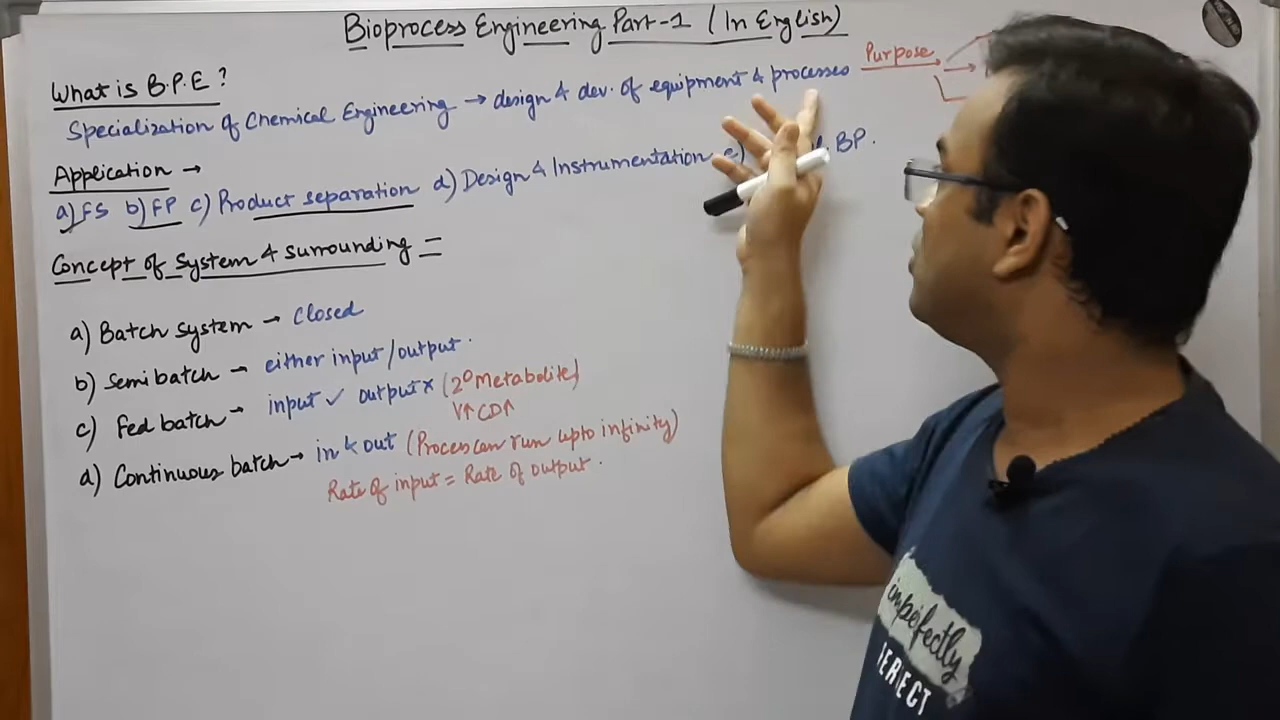 Bioprocess Engineering Part-1 (In English)
What is B.P.E?
Specialization of Chemical Engineering → design & dev. of equipment & processes
Purpose
Application →
a) FS b) FP c) Product separation d) Design & Instrumentation e) BP.
Concept of System & surrounding =
a) Batch system → closed
b) Semi batch → either input/output.
c) Fed batch → input ✓ output × (2° Metabolite)
V↑ CD↑
d) Continuous batch → in & out (Proces can run upto infinity)
Rate of input = Rate of output.
imperfectly